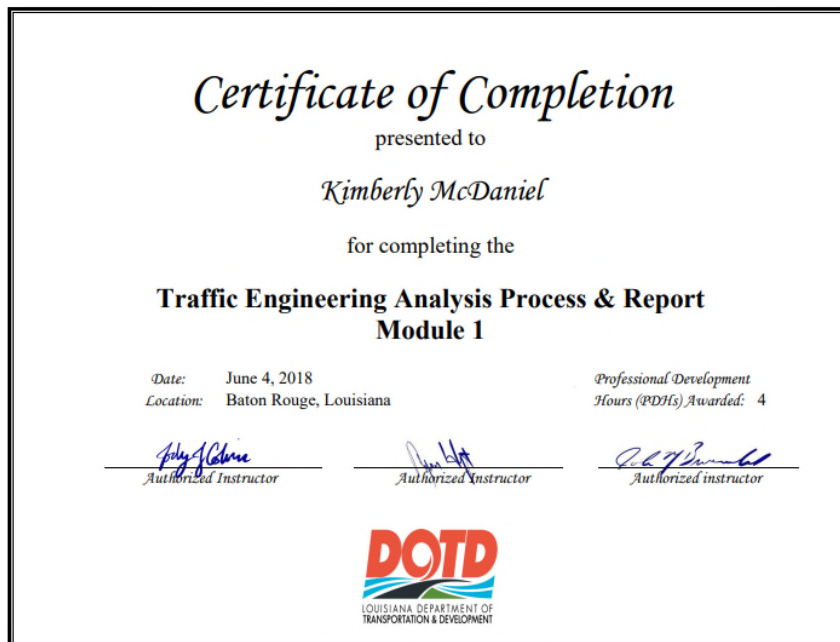 Certificate of Completion
presented to
Kimberly McDaniel
for completing the
Traffic Engineering Analysis Process & Report
Module 1
Date: June 4, 2018
Location: Baton Rouge, Louisiana
Professional Development
Hours (PDHs) Awarded: 4
Authorized Instructor
Authorized Instructor
Authorized instructor
DOTD
LOUISIANA DEPARTMENT OF
TRANSPORTATION & DEVELOPMENT